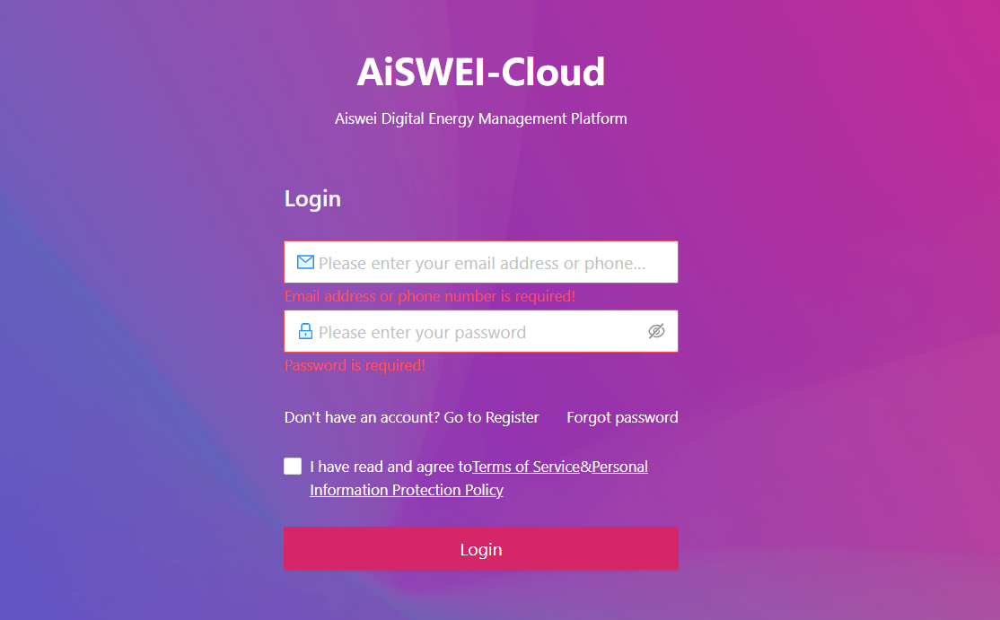 AiSWEI-Cloud
Aiswei Digital Energy Management Platform
Login
Please enter your email address or phone...
Email address or phone number is required!
Please enter your password
Password is required!
Don't have an account? Go to Register Forgot password
I have read and agree toTerms of Service&Personal
Information Protection Policy
Login